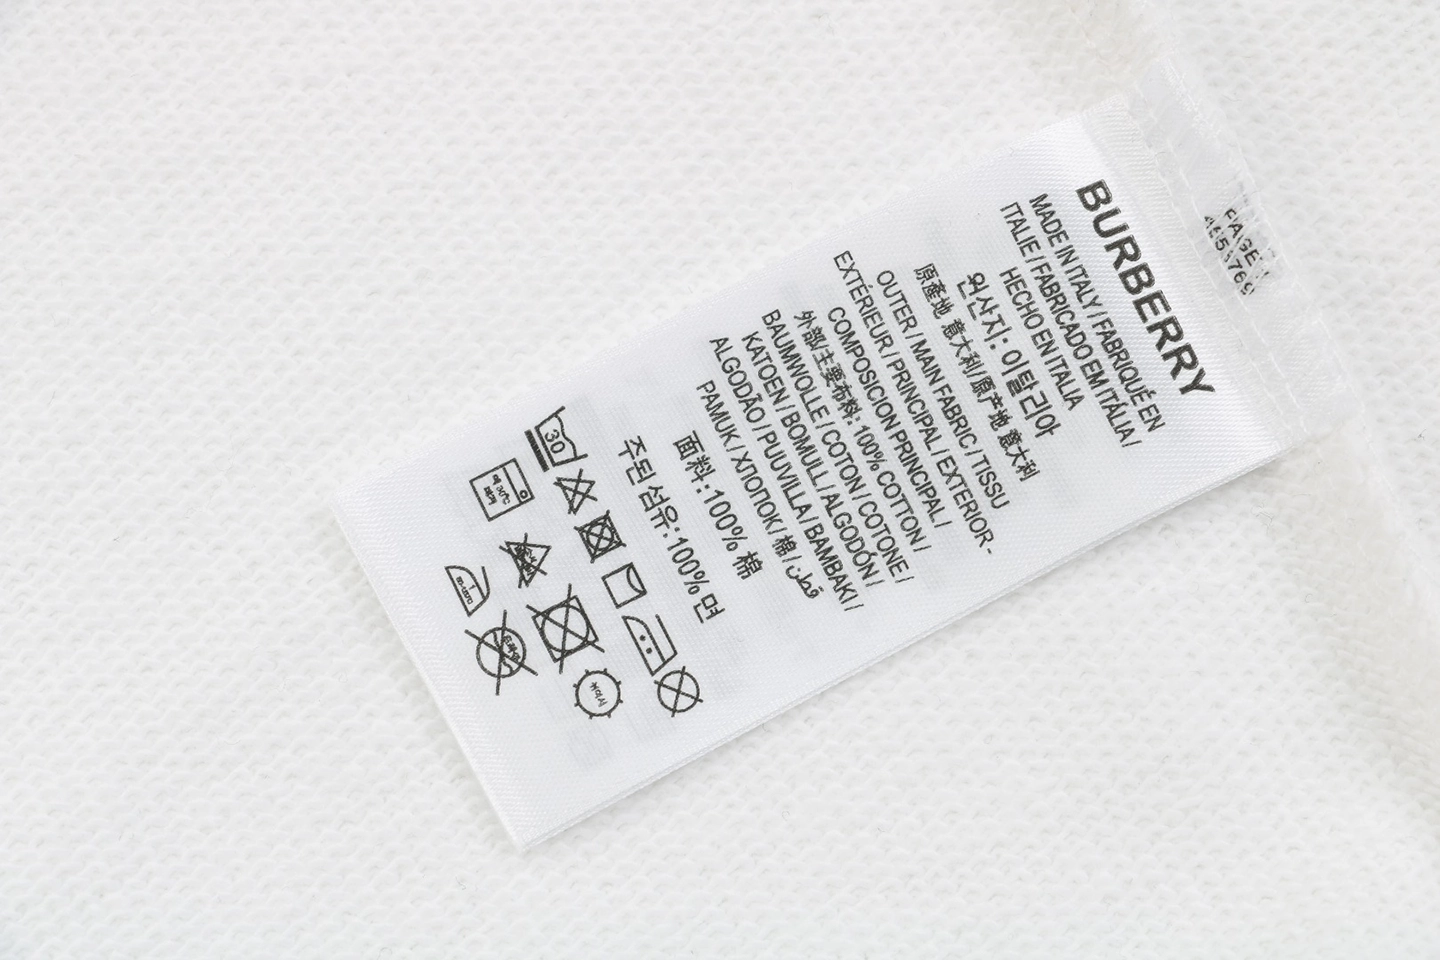 BURBERRY
MADE IN ITALY / FABRIQUÉ EN
ITALIE / FABRICADO EM ITÁLIA /
HECHO EN ITALIA
원산지: 이탈리아
原產地 意大利/原产地 意大利
OUTER / MAIN FABRIC / TISSU
EXTÉRIEUR / PRINCIPAL / EXTERIOR-
COMPOSICION PRINCIPAL /
外部/主要布料: 100% COTTON /
BAUMWOLLE / COTON / COTONE /
KATOEN / BOMULL / ALGODÓN /
ALGODÃO / PUUVILLA / BAMBAKI /
PAMUK / ХЛОПОК / 棉 / قطن
面料:100% 棉
주된섬유:100%면
30